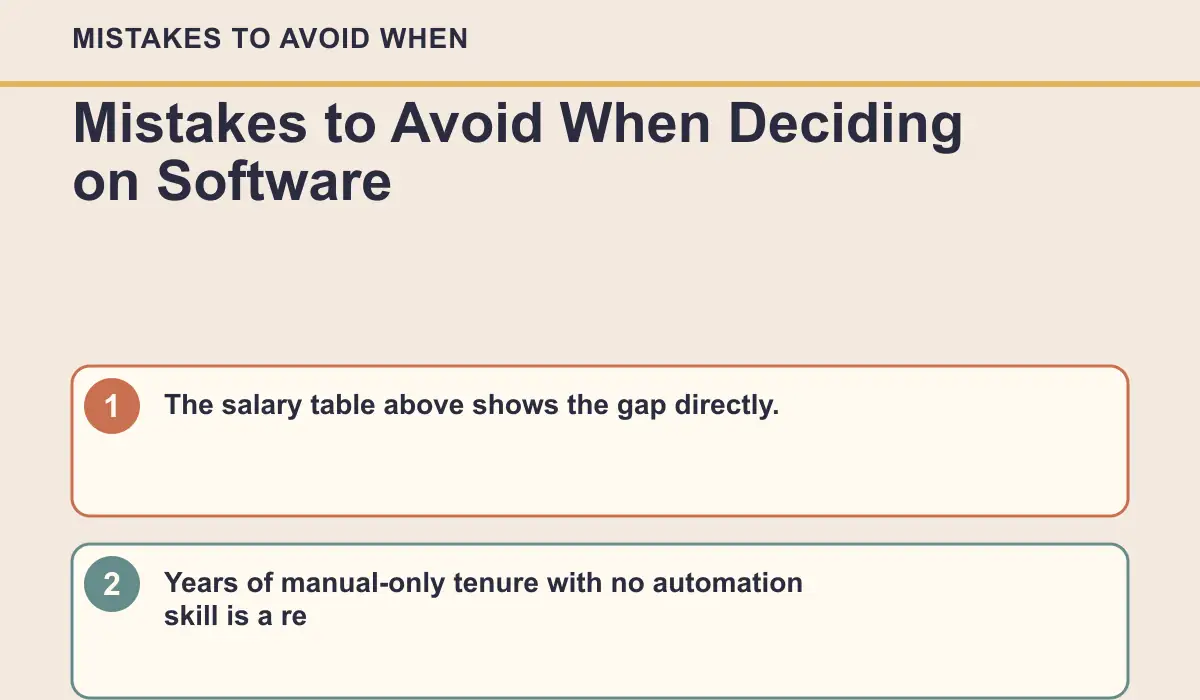 MISTAKES TO AVOID WHEN
Mistakes to Avoid When Deciding
on Software
1
The salary table above shows the gap directly.
2
Years of manual-only tenure with no automation
skill is a re